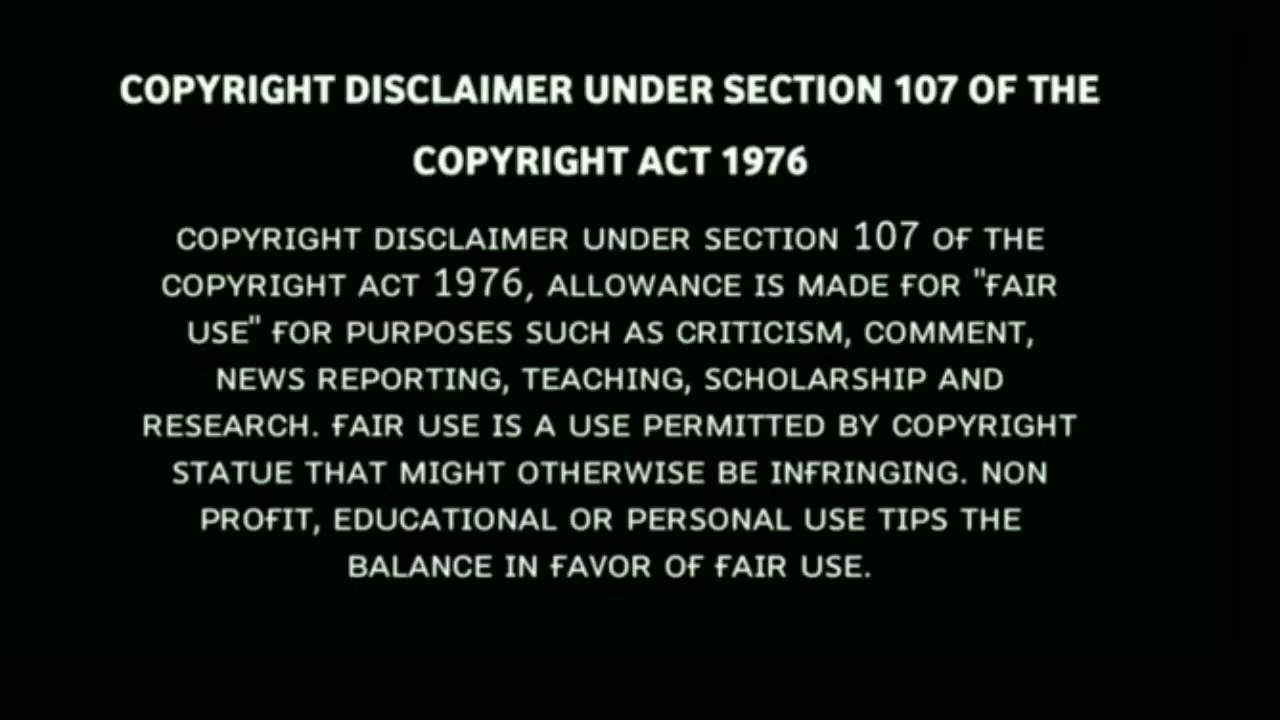 COPYRIGHT DISCLAIMER UNDER SECTION 107 OF THE
COPYRIGHT ACT 1976
COPYRIGHT DISCLAIMER UNDER SECTION 107 OF THE
COPYRIGHT ACT 1976, ALLOWANCE IS MADE FOR "FAIR
USE" FOR PURPOSES SUCH AS CRITICISM, COMMENT,
NEWS REPORTING, TEACHING, SCHOLARSHIP AND
RESEARCH. FAIR USE IS A USE PERMITTED BY COPYRIGHT
STATUE THAT MIGHT OTHERWISE BE INFRINGING. NON
PROFIT, EDUCATIONAL OR PERSONAL USE TIPS THE
BALANCE IN FAVOR OF FAIR USE.